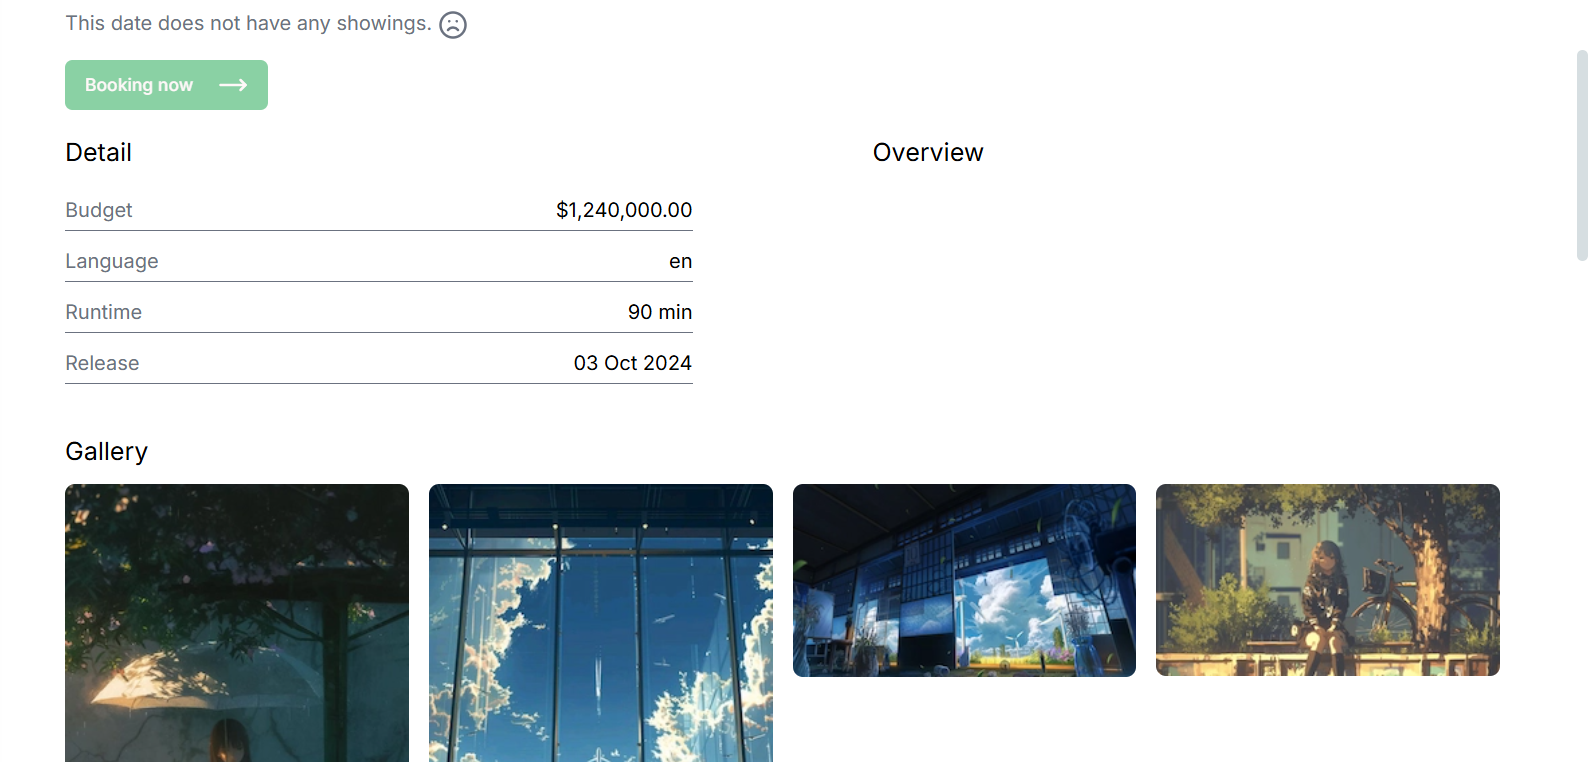 This date does not have any showings.
Booking now
Detail
Budget $1,240,000.00
Language en
Runtime 90 min
Release 03 Oct 2024
Overview
Gallery